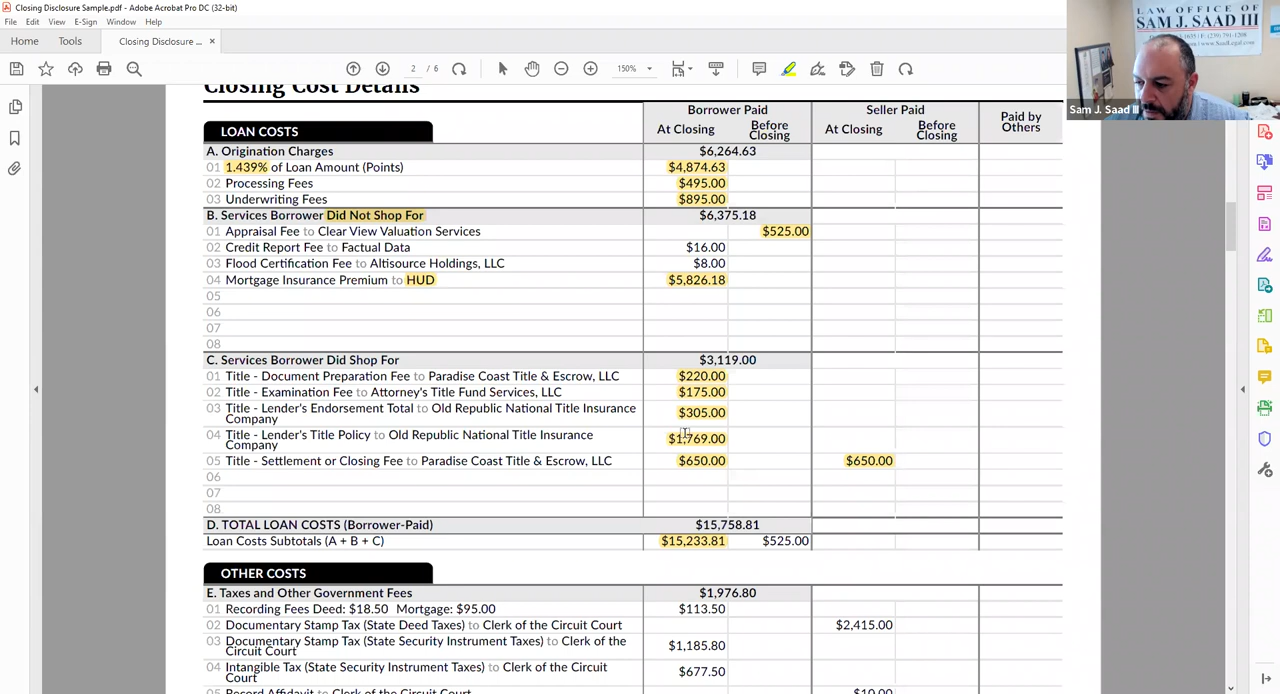 Closing Disclosure Sample.pdf - Adobe Acrobat Pro DC (32-bit)
File Edit View E-Sign Window Help
Home Tools Closing Disclosure ... ×
2 / 6 150%
LAW OFFICE OF
SAM J. SAAD III
Sam J. Saad III
Closing Cost Details
Borrower Paid Seller Paid Paid by Others
At Closing Before Closing At Closing Before Closing
LOAN COSTS
A. Origination Charges $6,264.63
01 1.439% of Loan Amount (Points) $4,874.63
02 Processing Fees $495.00
03 Underwriting Fees $895.00
B. Services Borrower Did Not Shop For $6,375.18
01 Appraisal Fee to Clear View Valuation Services $525.00
02 Credit Report Fee to Factual Data $16.00
03 Flood Certification Fee to Altisource Holdings, LLC $8.00
04 Mortgage Insurance Premium to HUD $5,826.18
05
06
07
08
C. Services Borrower Did Shop For $3,119.00
01 Title - Document Preparation Fee to Paradise Coast Title & Escrow, LLC $220.00
02 Title - Examination Fee to Attorney's Title Fund Services, LLC $175.00
03 Title - Lender's Endorsement Total to Old Republic National Title Insurance $305.00
Company
04 Title - Lender's Title Policy to Old Republic National Title Insurance $1,769.00
Company
05 Title - Settlement or Closing Fee to Paradise Coast Title & Escrow, LLC $650.00 $650.00
06
07
08
D. TOTAL LOAN COSTS (Borrower-Paid) $15,758.81
Loan Costs Subtotals (A + B + C) $15,233.81 $525.00
OTHER COSTS
E. Taxes and Other Government Fees $1,976.80
01 Recording Fees Deed: $18.50 Mortgage: $95.00 $113.50
02 Documentary Stamp Tax (State Deed Taxes) to Clerk of the Circuit Court $2,415.00
03 Documentary Stamp Tax (State Security Instrument Taxes) to Clerk of the $1,185.80
Circuit Court
04 Intangible Tax (State Security Instrument Taxes) to Clerk of the Circuit $677.50
Court
05 Record Affidavit to Clerk of the Circuit Court $10.00